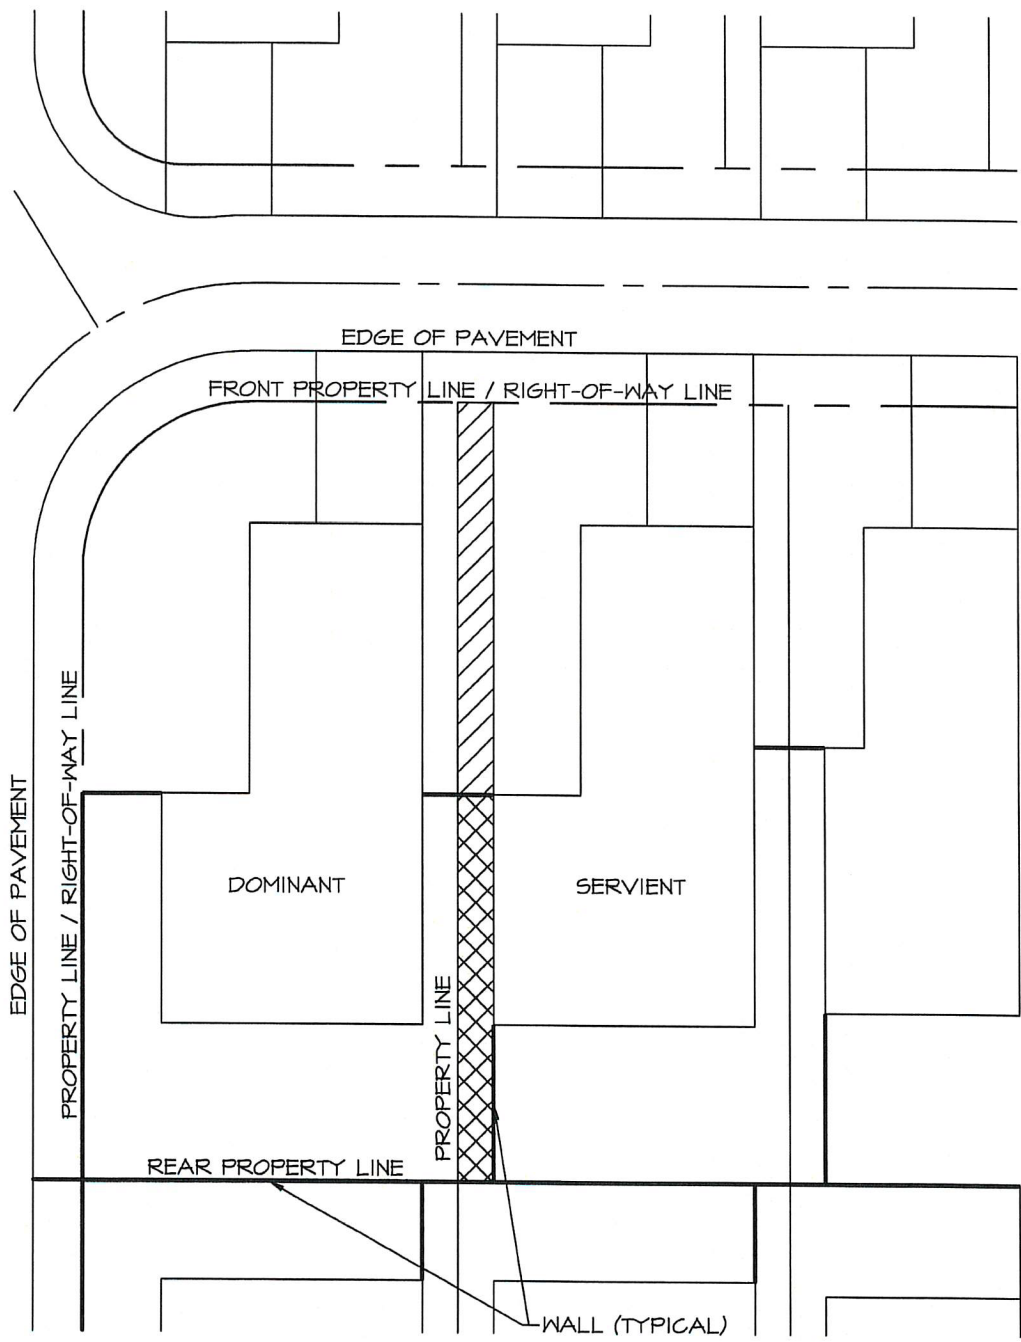 EDGE OF PAVEMENT
FRONT PROPERTY LINE / RIGHT-OF-WAY LINE
EDGE OF PAVEMENT
PROPERTY LINE / RIGHT-OF-WAY LINE
DOMINANT
SERVIENT
PROPERTY LINE
REAR PROPERTY LINE
WALL (TYPICAL)